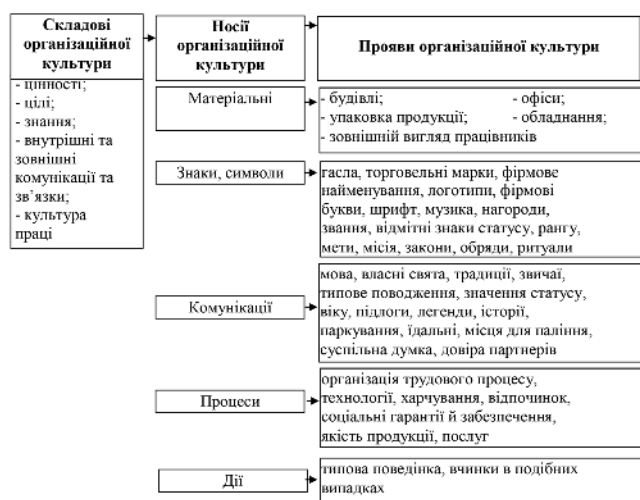 Складові
організаційної
культури
- цінності;
- цілі;
- знання;
- внутрішні та
зовнішні
комунікації та
зв’язки;
- культура
праці
Носії
організаційної
культури
Прояви організаційної культури
Матеріальні
- будівлі; - офіси;
- упаковка продукції; - обладнання;
- зовнішній вигляд працівників
Знаки, символи
гасла, торговельні марки, фірмове
найменування, логотипи, фірмові
букви, шрифт, музика, нагороди,
звання, відмітні знаки статусу, рангу,
мети, місія, закони, обряди, ритуали
Комунікації
мова, власні свята, традиції, звичаї,
типове поводження, значення статусу,
віку, підлоги, легенди, історії,
паркування, їдальні, місця для паління,
суспільна думка, довіра партнерів
Процеси
організація трудового процесу,
технології, харчування, відпочинок,
соціальні гарантії й забезпечення,
якість продукції, послуг
Дії
типова поведінка, вчинки в подібних
випадках